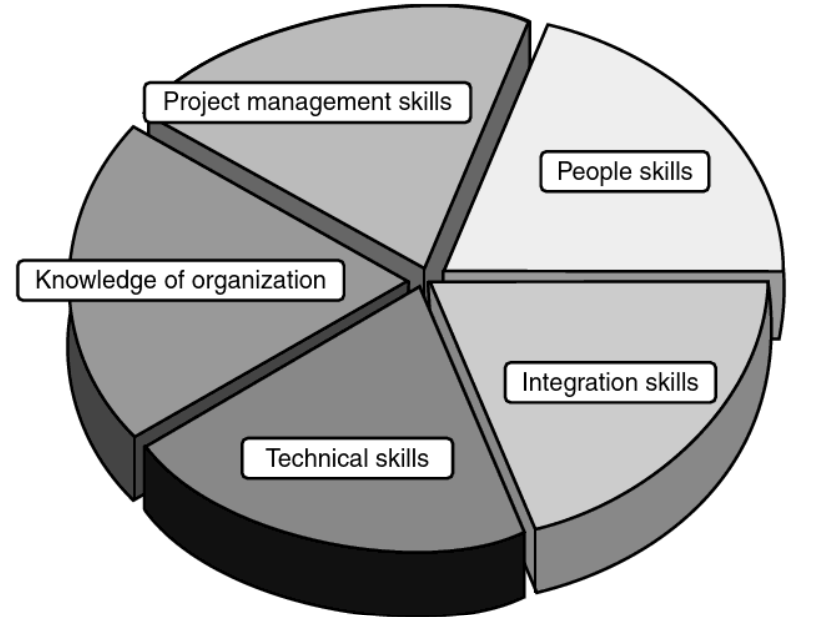 Project management skills
People skills
Knowledge of organization
Integration skills
Technical skills